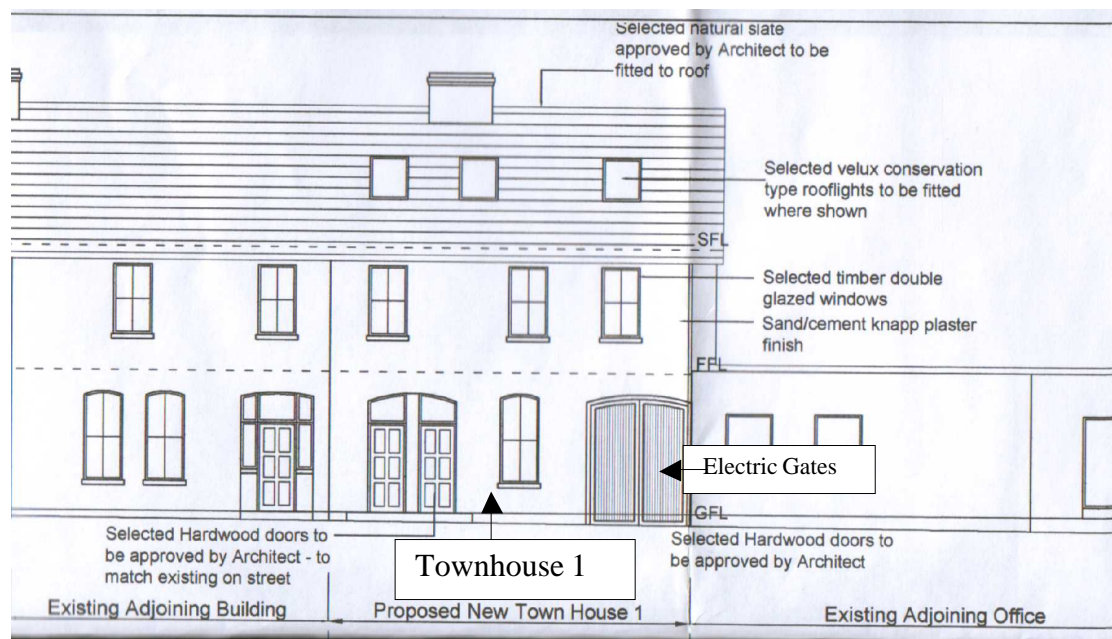 Selected natural slate
approved by Architect to be
fitted to roof
Selected velux conservation
type rooflights to be fitted
where shown
SFL
Selected timber double
glazed windows
Sand/cement knapp plaster
finish
FFL
Electric Gates
GFL
Selected Hardwood doors to
be approved by Architect - to
match existing on street
Townhouse 1
Selected Hardwood doors to
be approved by Architect
Existing Adjoining Building
Proposed New Town House 1
Existing Adjoining Office